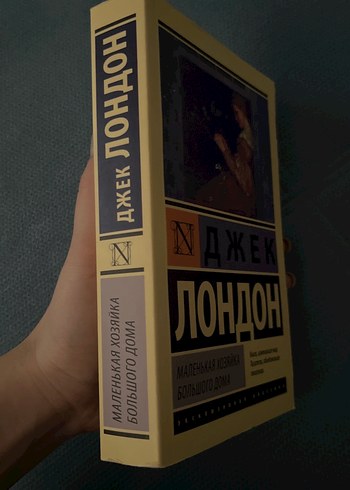 ДЖЕК ЛОНДОН
N
МАЛЕНЬКАЯ ХОЗЯЙКА
БОЛЬШОГО ДОМА
N
ДЖЕК
ЛОНДОН
МАЛЕНЬКАЯ ХОЗЯЙКА
БОЛЬШОГО ДОМА
ЭКСКЛЮЗИВНАЯ КЛАССИКА